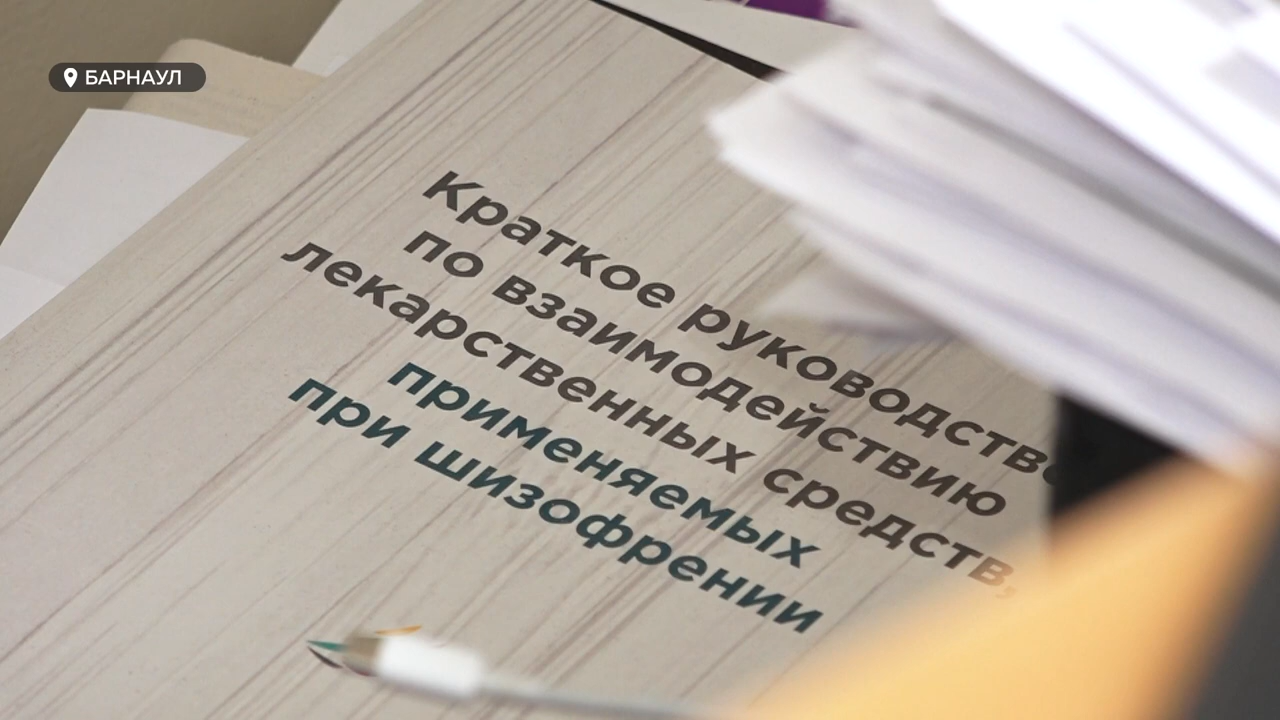 БАРНАУЛ
Краткое руководство
по взаимодействию
лекарственных средств,
применяемых
при шизофрении